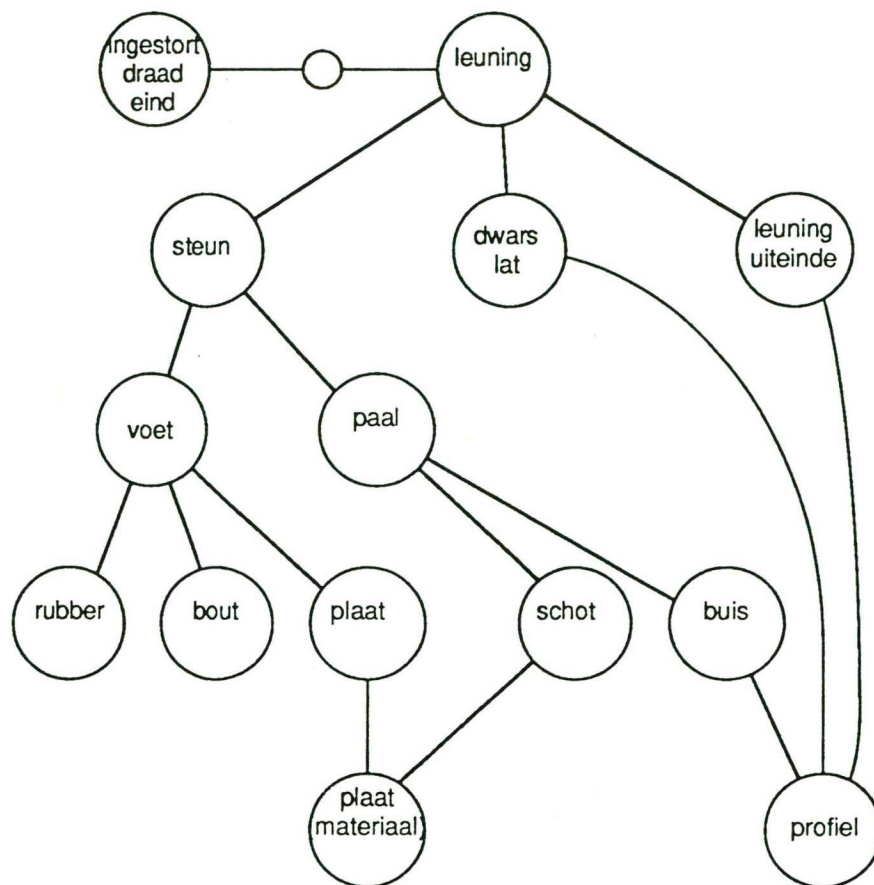 Ingestort
draad
eind
leuning
steun
dwars
lat
leuning
uiteinde
voet
paal
rubber
bout
plaat
schot
buis
plaat
materiaal
profiel